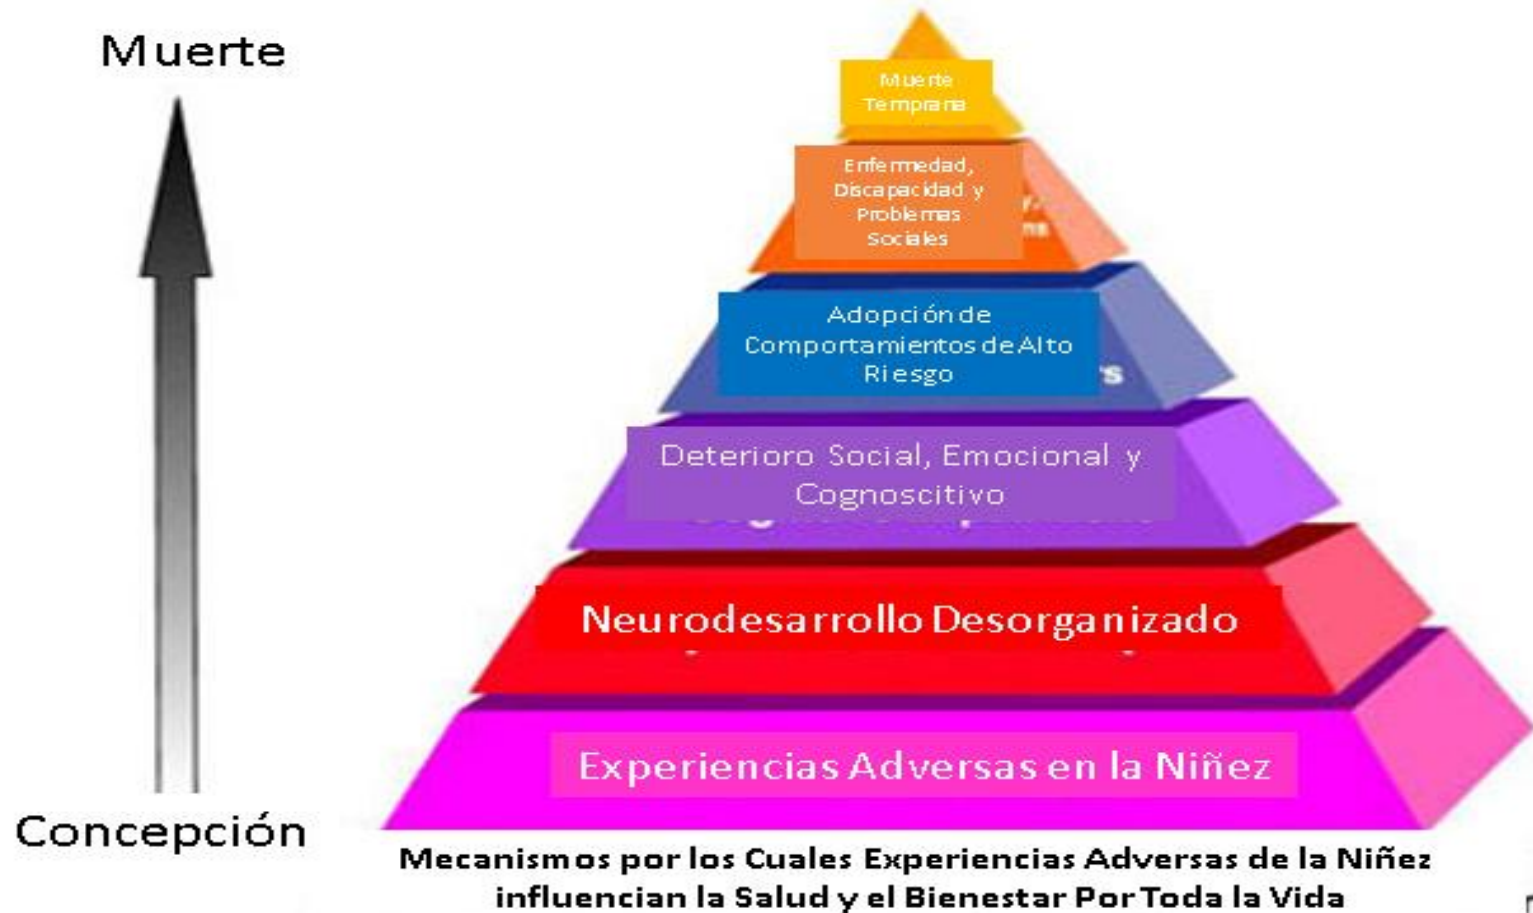 Muerte
Muerte
Temprana
Enfermedad,
Discapacidad y
Problemas
Sociales
Adopción de
Comportamientos de Alto
Riesgo
Deterioro Social, Emocional y
Cognoscitivo
Neurodesarrollo Desorganizado
Experiencias Adversas en la Niñez
Concepción
Mecanismos por los Cuales Experiencias Adversas de la Niñez
influencian la Salud y el Bienestar Por Toda la Vida